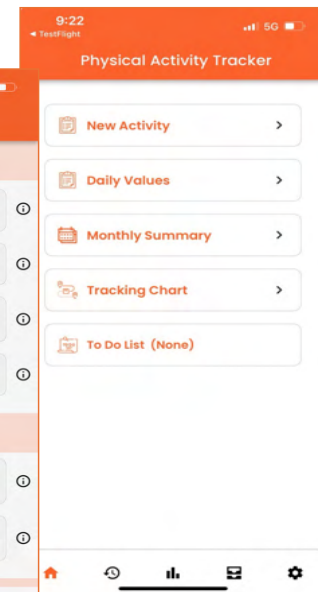 9:22
5G
◄ TestFlight
Physical Activity Tracker
New Activity
Daily Values
Monthly Summary
Tracking Chart
To Do List (None)